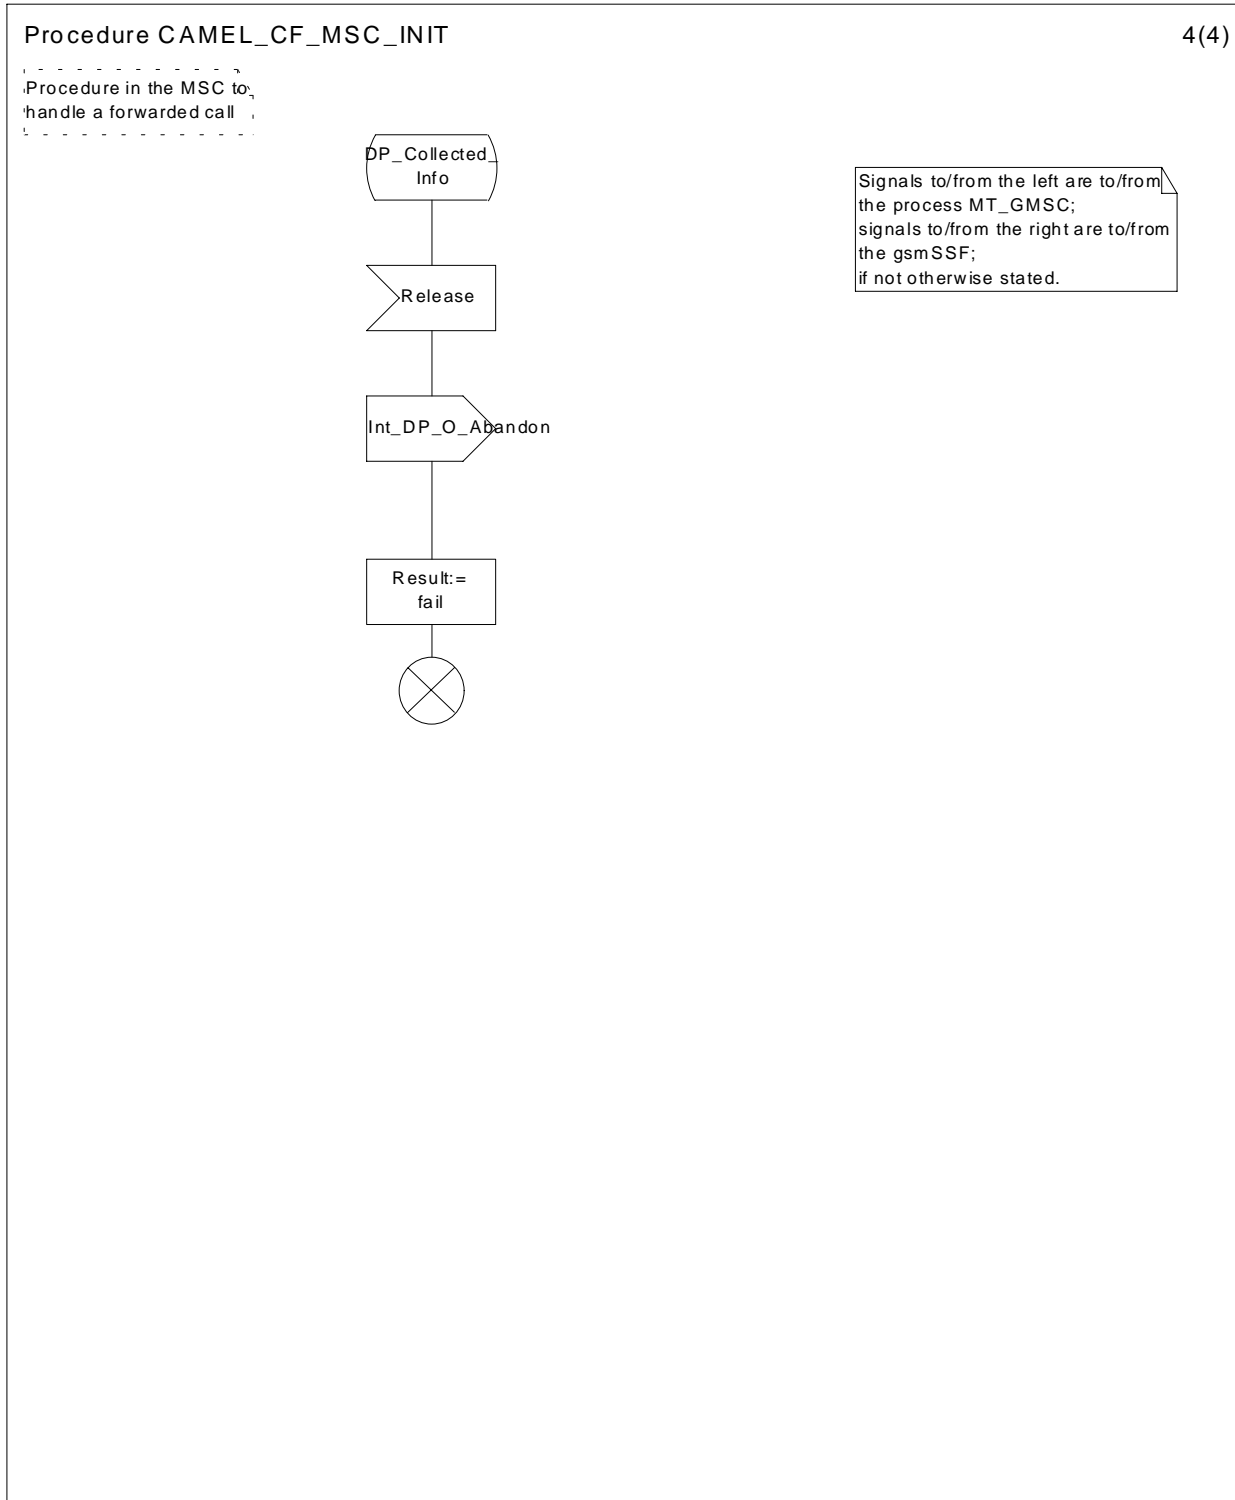 Procedure CAMEL_CF_MSC_INIT 4(4)
Procedure in the MSC to
handle a forwarded call
DP_Collected_
Info
Signals to/from the left are to/from
the process MT_GMSC;
signals to/from the right are to/from
the gsmSSF;
if not otherwise stated.
Release
Int_DP_O_Abandon
Result:=
fail